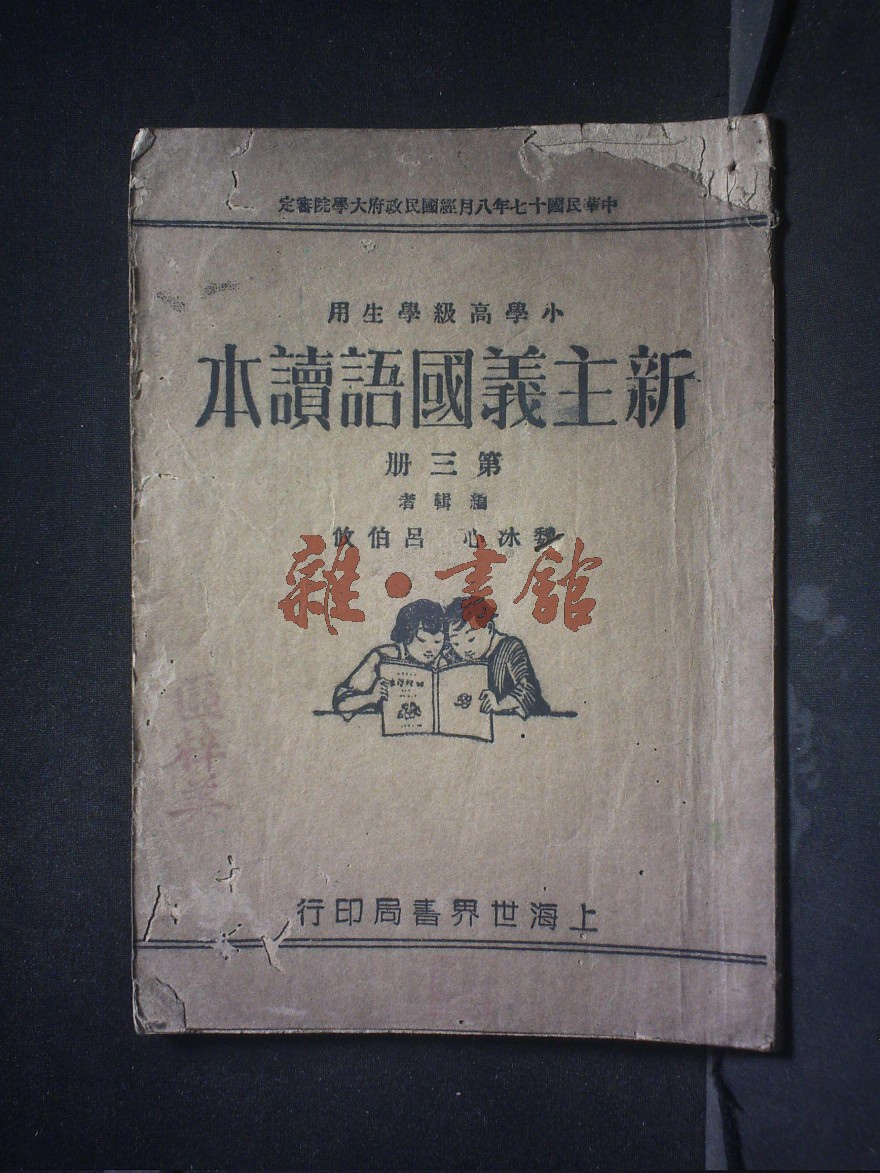 中華民國十七年八月經國民政府大學院審定
小學高級學生用
新主義國語讀本
第三册
編輯者
魏冰心 呂伯攸
雜·書館
上海世界書局印行